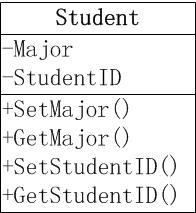 Student
-Major
-StudentID
+SetMajor()
+GetMajor()
+SetStudentID()
+GetStudentID()